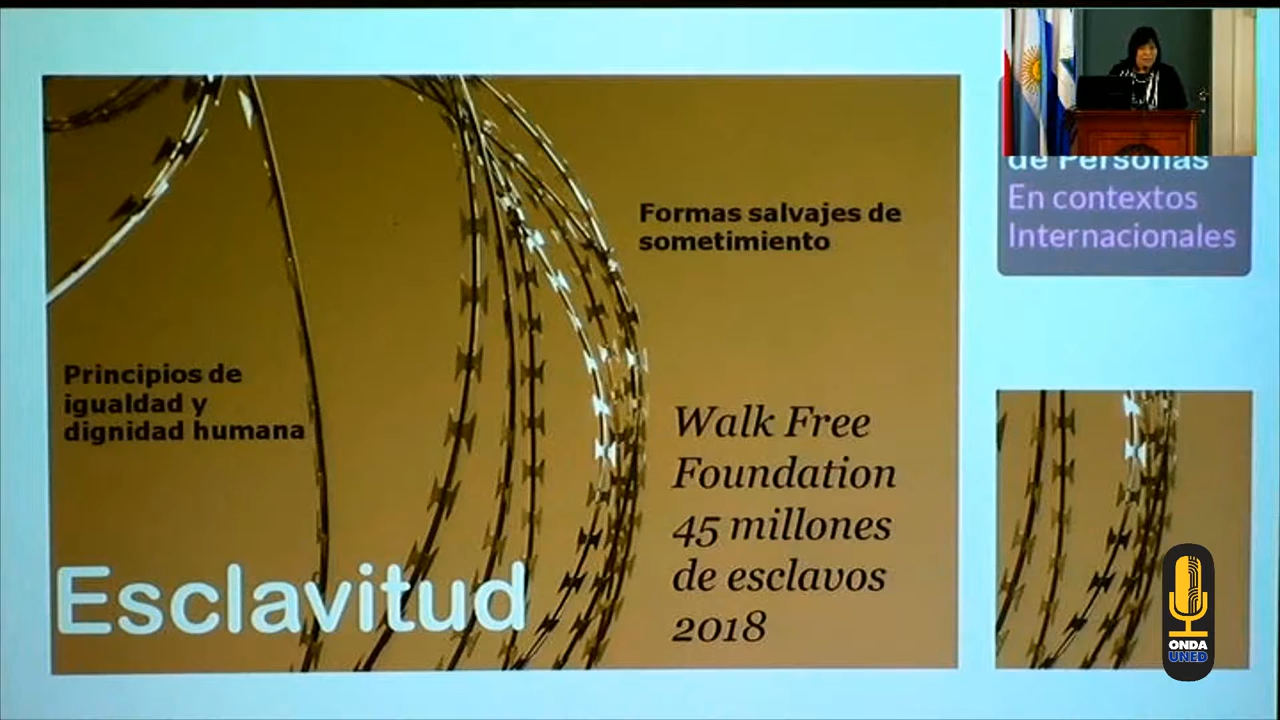 Formas salvajes de
sometimiento
Principios de
igualdad y
dignidad humana
Walk Free
Foundation
45 millones
de esclavos
2018
Esclavitud
de Personas
En contextos
Internacionales
ONDA
UNED